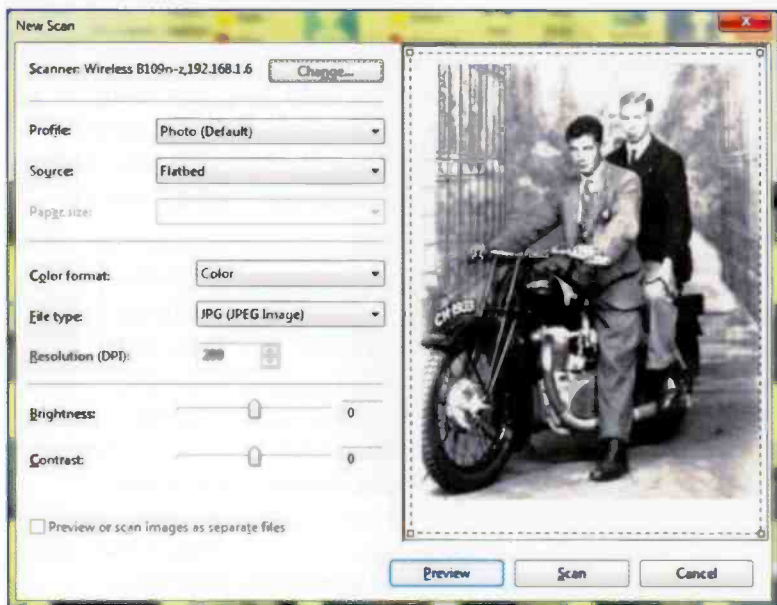 New Scan
Scanner: Wireless B109n-z,192.168.1.6 Change...
Profile: Photo (Default)
Source: Flatbed
Paper size:
Color format: Color
File type: JPG (JPEG Image)
Resolution (DPI): 200
Brightness: 0
Contrast: 0
Preview or scan images as separate files
Preview Scan Cancel